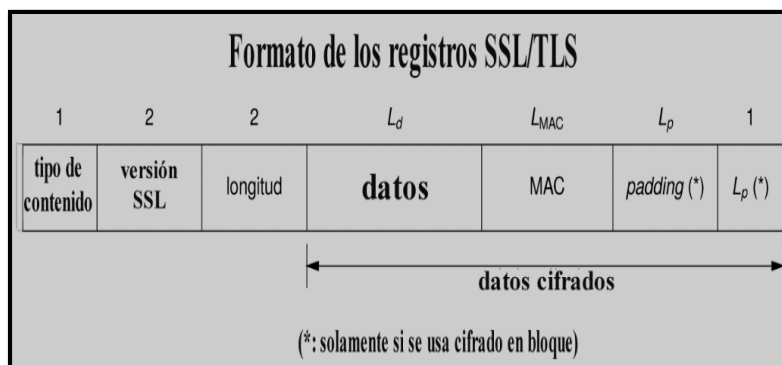 Formato de los registros SSL/TLS
1 2 2 Ld LMAC Lp 1
tipo de contenido versión SSL longitud datos MAC padding (*) Lp (*)
datos cifrados
(*: solamente si se usa cifrado en bloque)